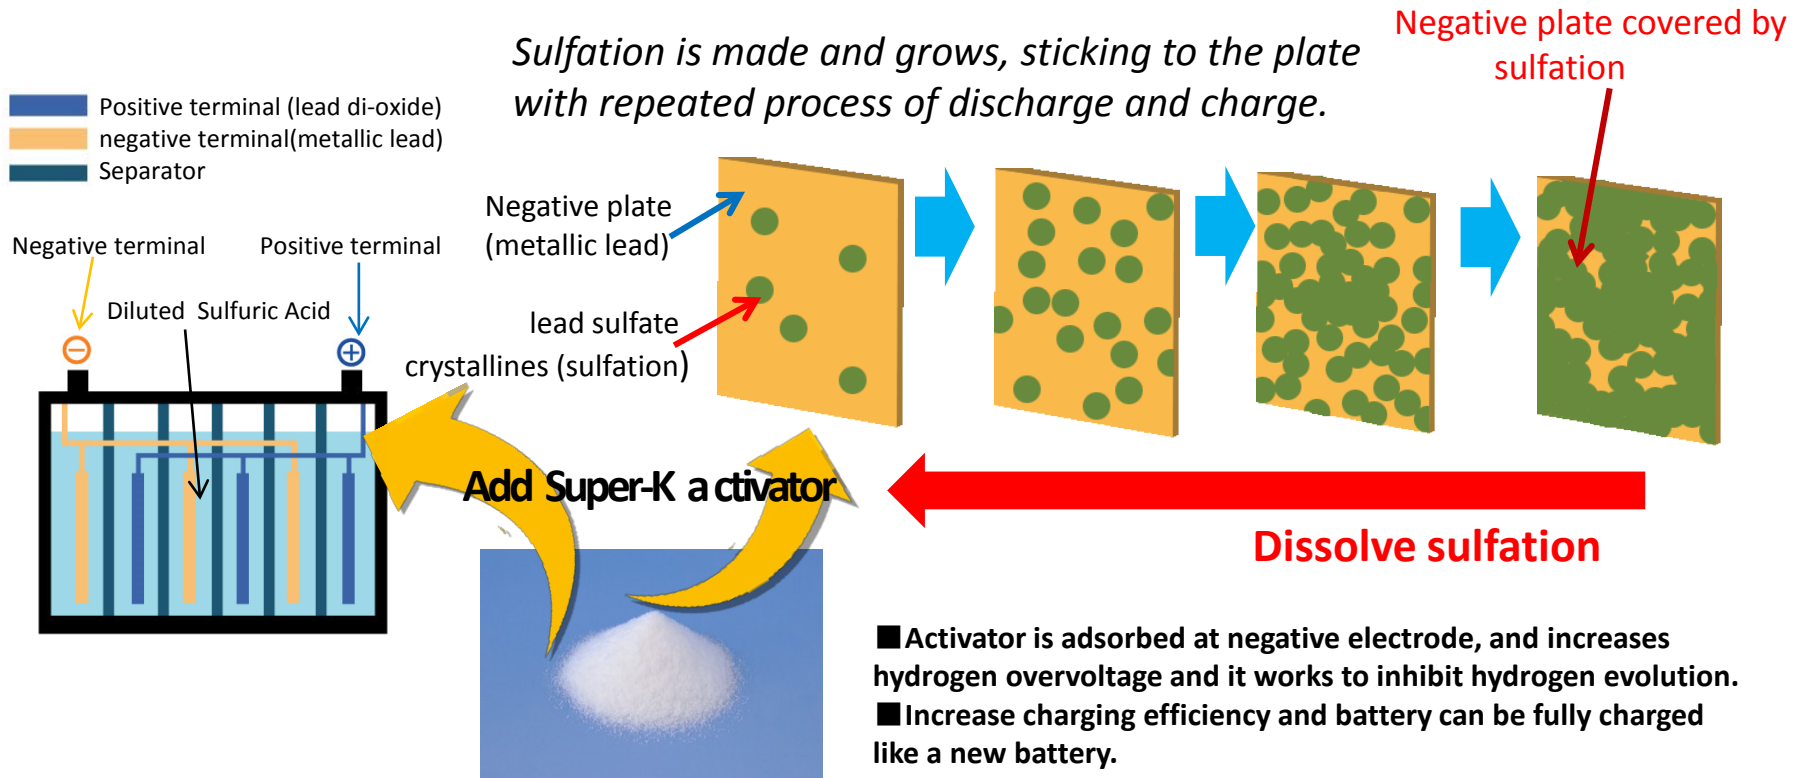 Sulfation is made and grows, sticking to the plate
with repeated process of discharge and charge.
Negative plate covered by
sulfation
Positive terminal (lead di-oxide)
negative terminal(metallic lead)
Separator
Negative terminal
Positive terminal
Diluted Sulfuric Acid
Negative plate
(metallic lead)
lead sulfate
crystallines (sulfation)
Add Super-K activator
Dissolve sulfation
■Activator is adsorbed at negative electrode, and increases
hydrogen overvoltage and it works to inhibit hydrogen evolution.
■Increase charging efficiency and battery can be fully charged
like a new battery.